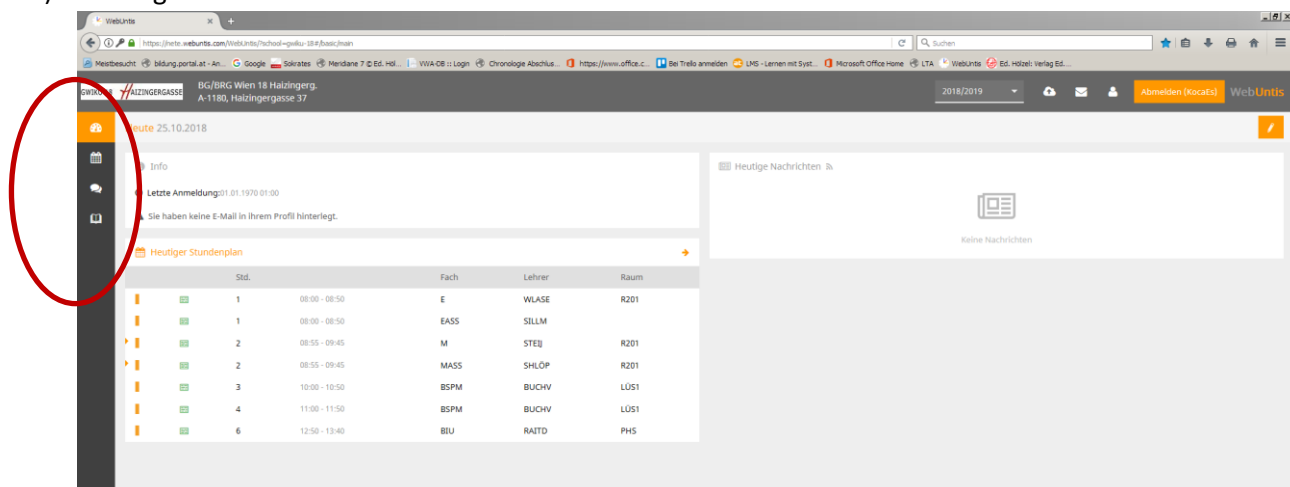 WebUntis
https://hete.webuntis.com/WebUntis/?school=gwiku-18#/basic/main
Suchen
Meistbesucht bildung.portal.at - An... Google Sokrates Meridiane 7 © Ed. Höl... VWA-DB :: Login Chronologie Abschlus... https://www.office.c... Bei Trello anmelden LMS - Lernen mit Syst... Microsoft Office Home LTA WebUntis Ed. Hölzel: Verlag Ed....
HAIZINGERGASSE
BG/BRG Wien 18 Haizingerg.
A-1180, Haizingergasse 37
2018/2019
Abmelden (KocaEs)
WebUntis
Heute 25.10.2018
Info
Letzte Anmeldung:01.01.1970 01:00
Sie haben keine E-Mail in ihrem Profil hinterlegt.
Heutige Nachrichten
Keine Nachrichten
Heutiger Stundenplan
Std. Fach Lehrer Raum
1 08:00 - 08:50 E WLASE R201
1 08:00 - 08:50 EASS SILLM
2 08:55 - 09:45 M STEIJ R201
2 08:55 - 09:45 MASS SHLÖP R201
3 10:00 - 10:50 BSPM BUCHV LÜS1
4 11:00 - 11:50 BSPM BUCHV LÜS1
6 12:50 - 13:40 BIU RAITD PHS